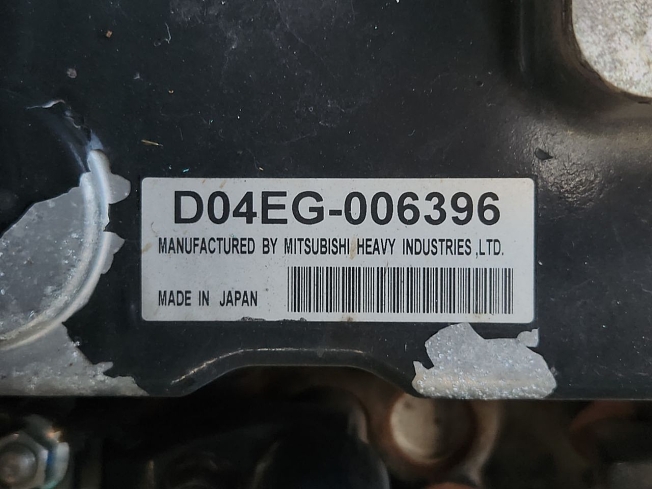 D04EG-006396
MANUFACTURED BY MITSUBISHI HEAVY INDUSTRIES ,LTD.
MADE IN JAPAN